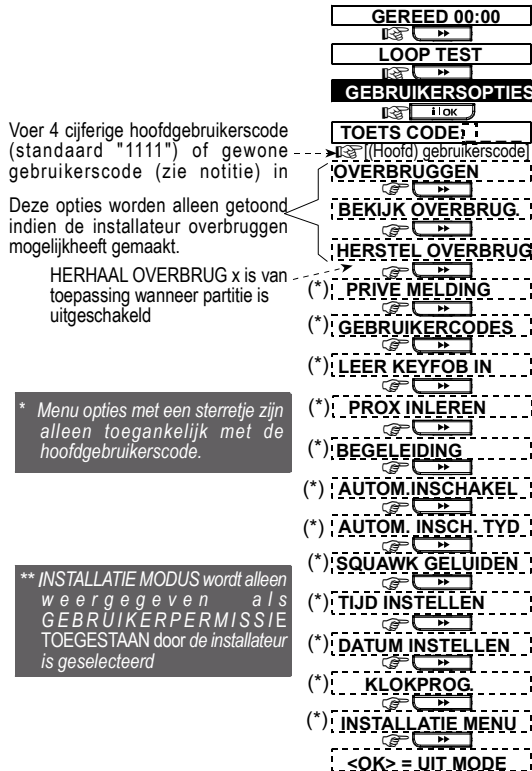 GEREED 00:00
LOOP TEST
GEBRUIKERSOPTIES
i I OK
TOETS CODE:
Voer 4 cijferige hoofdgebruikerscode
(standaard "1111") of gewone
gebruikerscode (zie notitie) in
[(Hoofd) gebruikerscode]
OVERBRUGGEN
Deze opties worden alleen getoond
indien de installateur overbruggen
mogelijkheeft gemaakt.
BEKIJK OVERBRUG.
HERSTEL OVERBRUG
HERHAAL OVERBRUG x is van
toepassing wanneer partitie is
uitgeschakeld
(*) PRIVE MELDING
(*) GEBRUIKERCODES
(*) LEER KEYFOB IN
* Menu opties met een sterretje zijn
alleen toegankelijk met de
hoofdgebruikerscode.
(*) PROX INLEREN
(*) BEGELEIDING
(*) AUTOM.INSCHAKEL
(*) AUTOM. INSCH. TYD
(*) SQUAWK GELUIDEN
** INSTALLATIE MODUS wordt alleen
weergegeven als
GEBRUIKERPERMISSIE
TOEGESTAAN door de installateur
is geselecteerd
(*) TIJD INSTELLEN
(*) DATUM INSTELLEN
(*) KLOKPROG.
(*) INSTALLATIE MENU
<OK> = UIT MODE